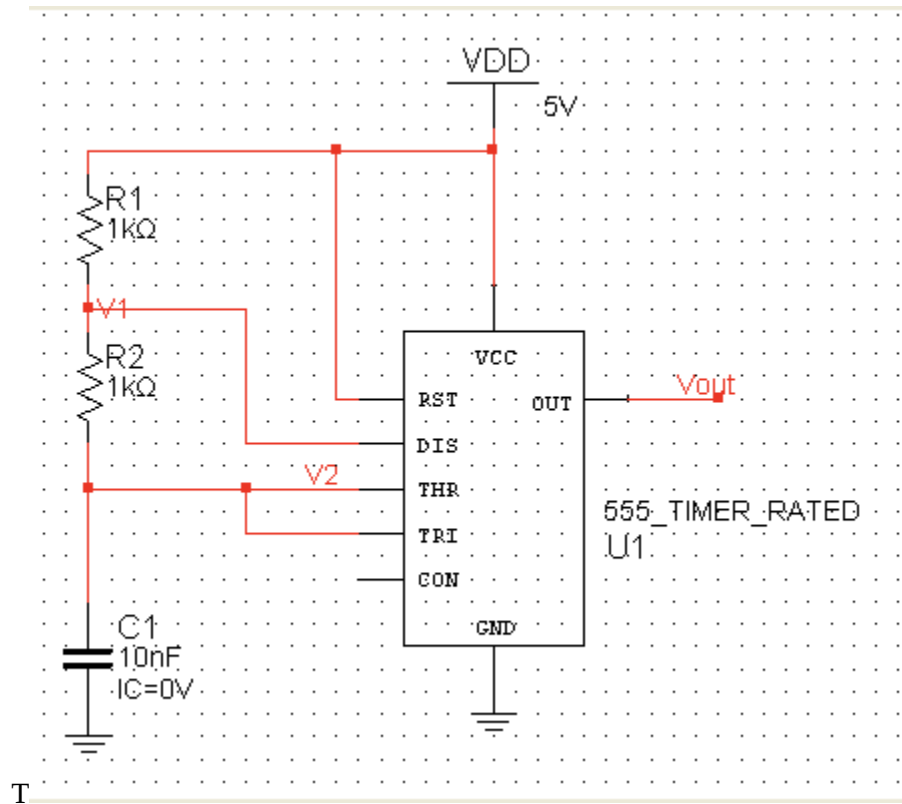 VDD
5V
R1
1kΩ
V1
R2
1kΩ
VCC
RST
OUT
Vout
DIS
V2
THR
TRI
555_TIMER_RATED
U1
CON
GND
C1
10nF
IC=0V
T